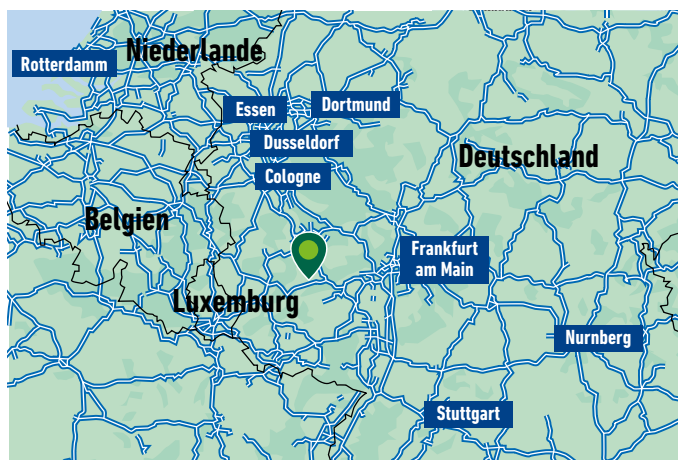 Niederlande
Rotterdamm
Essen
Dortmund
Dusseldorf
Deutschland
Cologne
Belgien
Frankfurt
am Main
Luxemburg
Nurnberg
Stuttgart